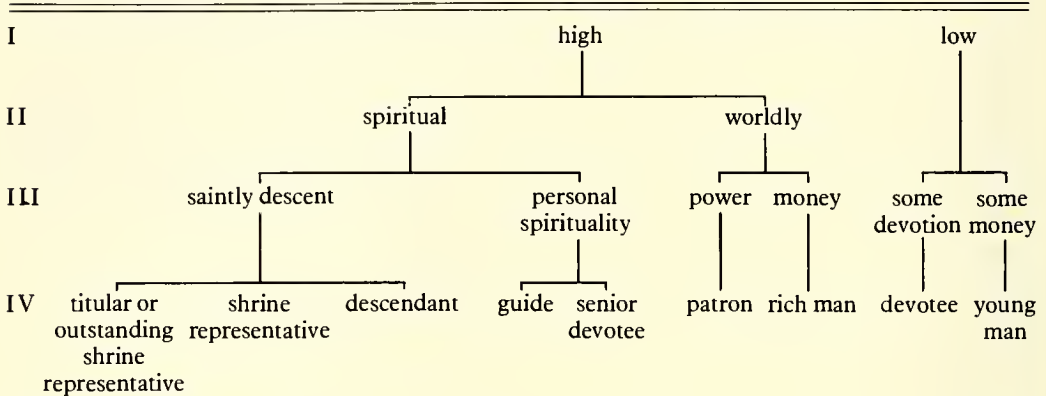 I high low
II spiritual worldly
III saintly descent personal power money some some
spirituality devotion money
IV titular or shrine descendant guide senior patron rich man devotee young
outstanding representative devotee man
shrine
representative